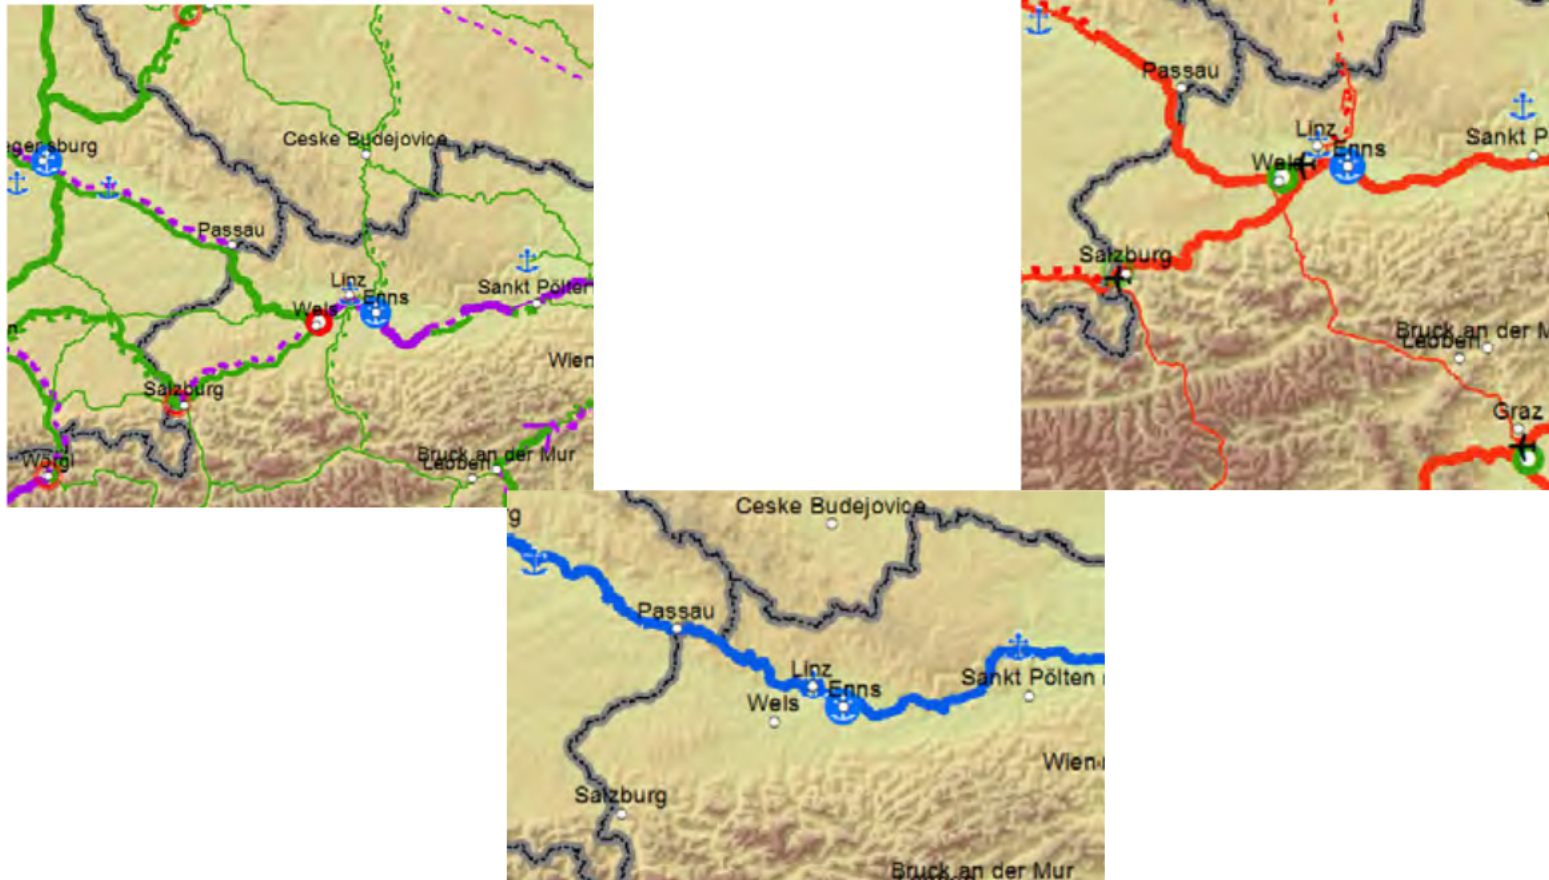 Ceske Budejovice
egensburg
Passau
Linz
Enns
Wels
Sankt Pölten
Wien
Salzburg
Wörgl
Bruck an der Mur
Leoben
Passau
Linz
Enns
Wels
Sankt P
Salzburg
Bruck an der M
Leoben
Graz
g
Ceske Budejovice
Passau
Linz
Enns
Wels
Sankt Pölten
Wien
Salzburg
Bruck an der Mur